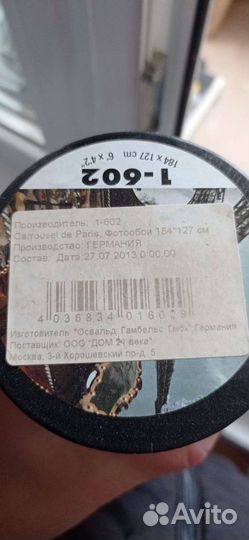 184 x 127 cm 6' x 4'2"
1-602
Производитель: 1-602
Carrousel de Paris, Фотообои 184*127 см
Производство: ГЕРМАНИЯ
Состав: Дата:27.07.2013 0:00:00
4 036834 016029
Изготовитель "Освальд Гамбельс Гмбх" Германия
Поставщик: ООО "ДОМ 21 века"
Москва, 3-й Хорошевский пр-д, 5
Avito